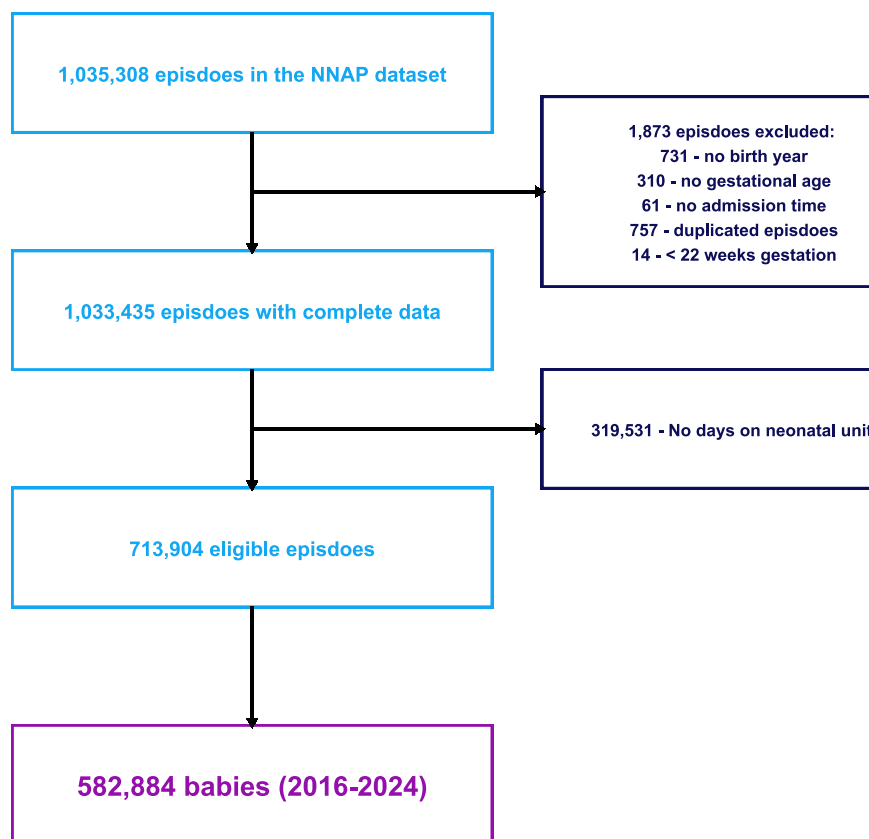 1,035,308 episdoes in the NNAP dataset
1,873 episdoes excluded:
731 - no birth year
310 - no gestational age
61 - no admission time
757 - duplicated episdoes
14 - < 22 weeks gestation
1,033,435 episdoes with complete data
319,531 - No days on neonatal unit
713,904 eligible episdoes
582,884 babies (2016-2024)